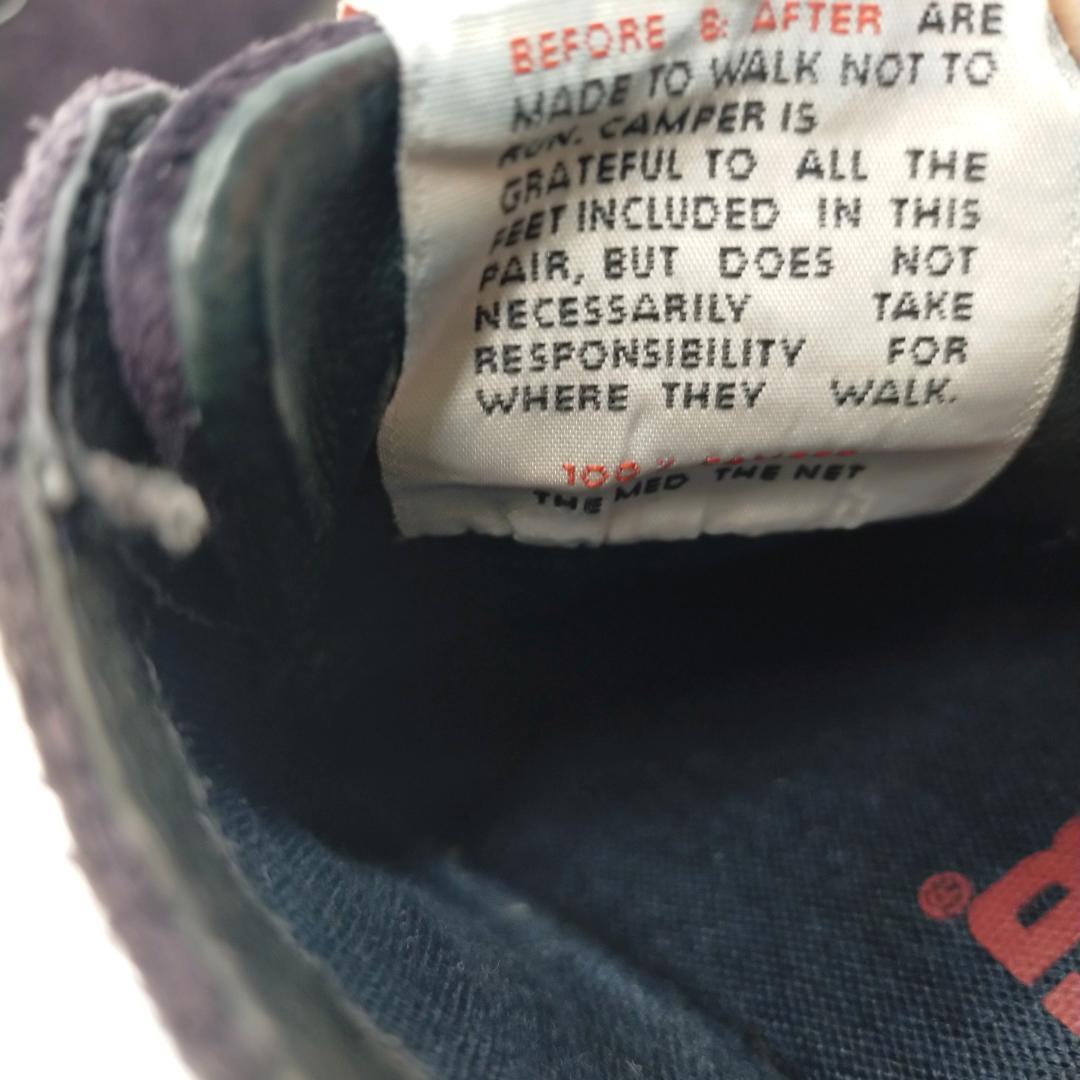 BEFORE & AFTER ARE
MADE TO WALK NOT TO
RUN. CAMPER IS
GRATEFUL TO ALL THE
FEET INCLUDED IN THIS
PAIR, BUT DOES NOT
NECESSARILY TAKE
RESPONSIBILITY FOR
WHERE THEY WALK.
100%
THE MED THE NET
®